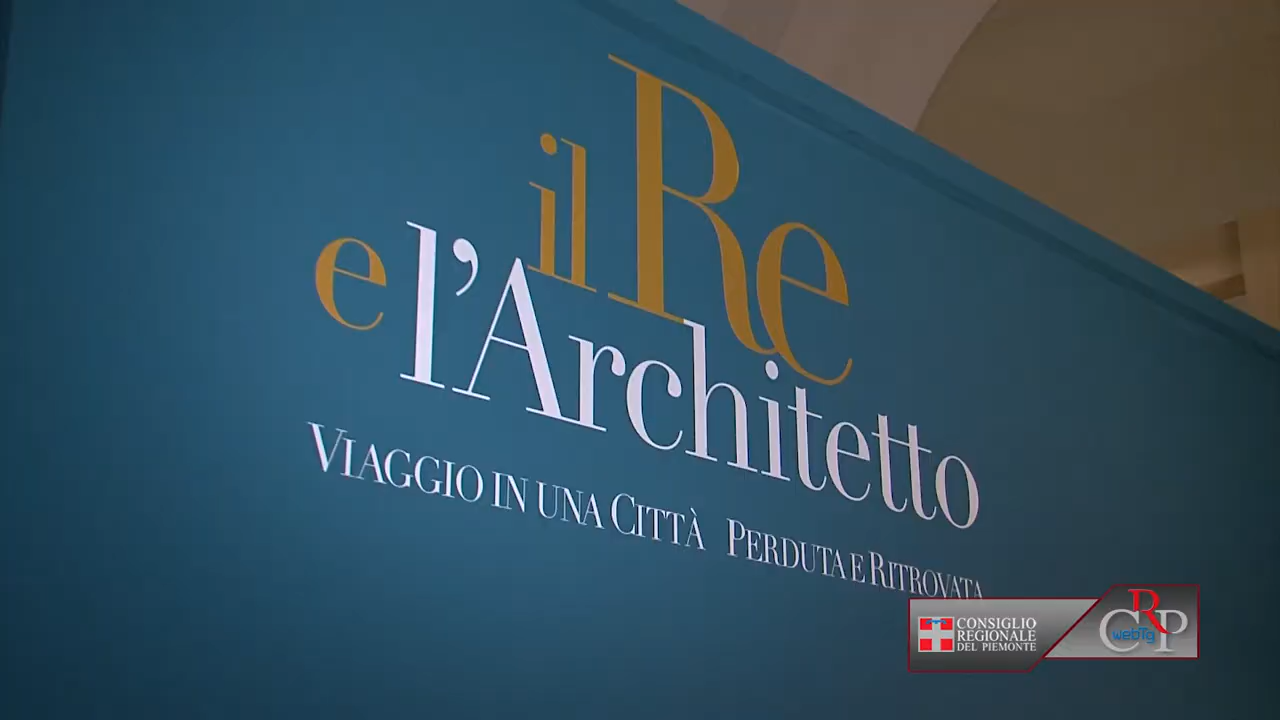 il Re
e l'Architetto
VIAGGIO IN UNA CITTÀ PERDUTA E RITROVATA
CONSIGLIO
REGIONALE
DEL PIEMONTE
CRP
webTg